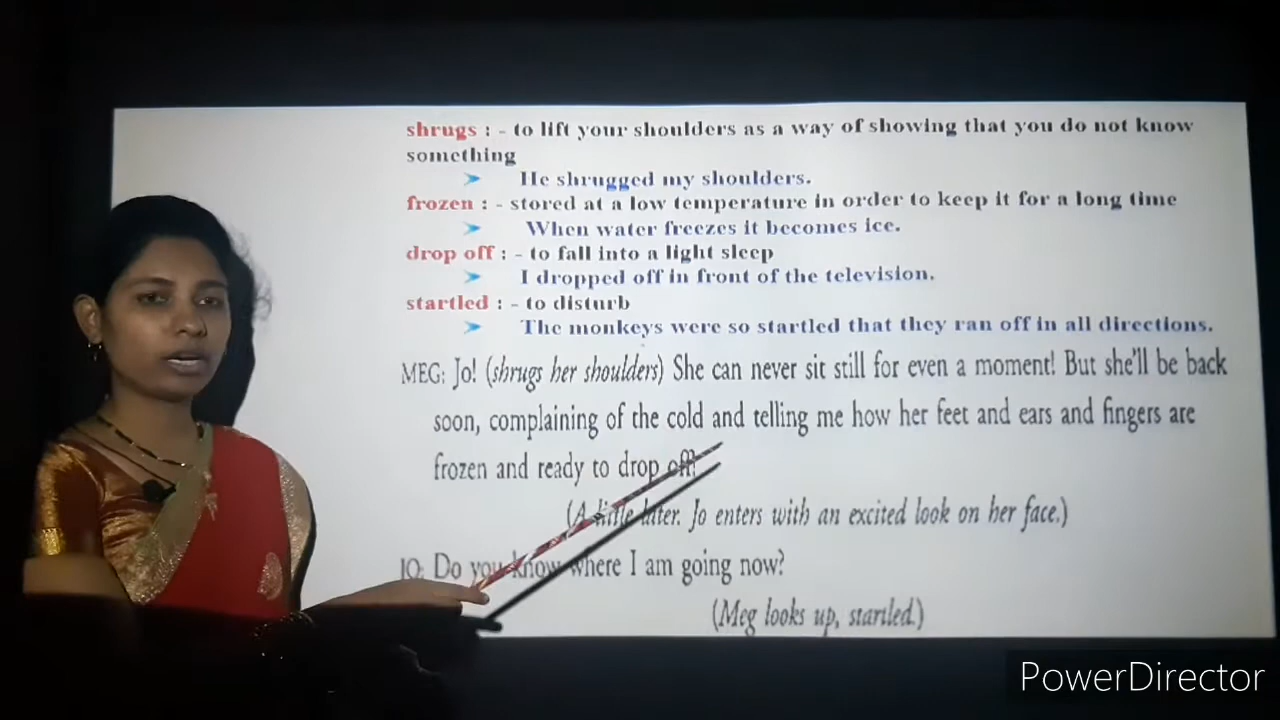 shrugs : - to lift your shoulders as a way of showing that you do not know
something
➤ He shrugged my shoulders.
frozen : - stored at a low temperature in order to keep it for a long time
➤ When water freezes it becomes ice.
drop off : - to fall into a light sleep
➤ I dropped off in front of the television.
startled : - to disturb
➤ The monkeys were so startled that they ran off in all directions.
MEG: Jo! (shrugs her shoulders) She can never sit still for even a moment! But she'll be back
soon, complaining of the cold and telling me how her feet and ears and fingers are
frozen and ready to drop off!
(A little later. Jo enters with an excited look on her face.)
JO: Do you know where I am going now?
(Meg looks up, startled.)
PowerDirector